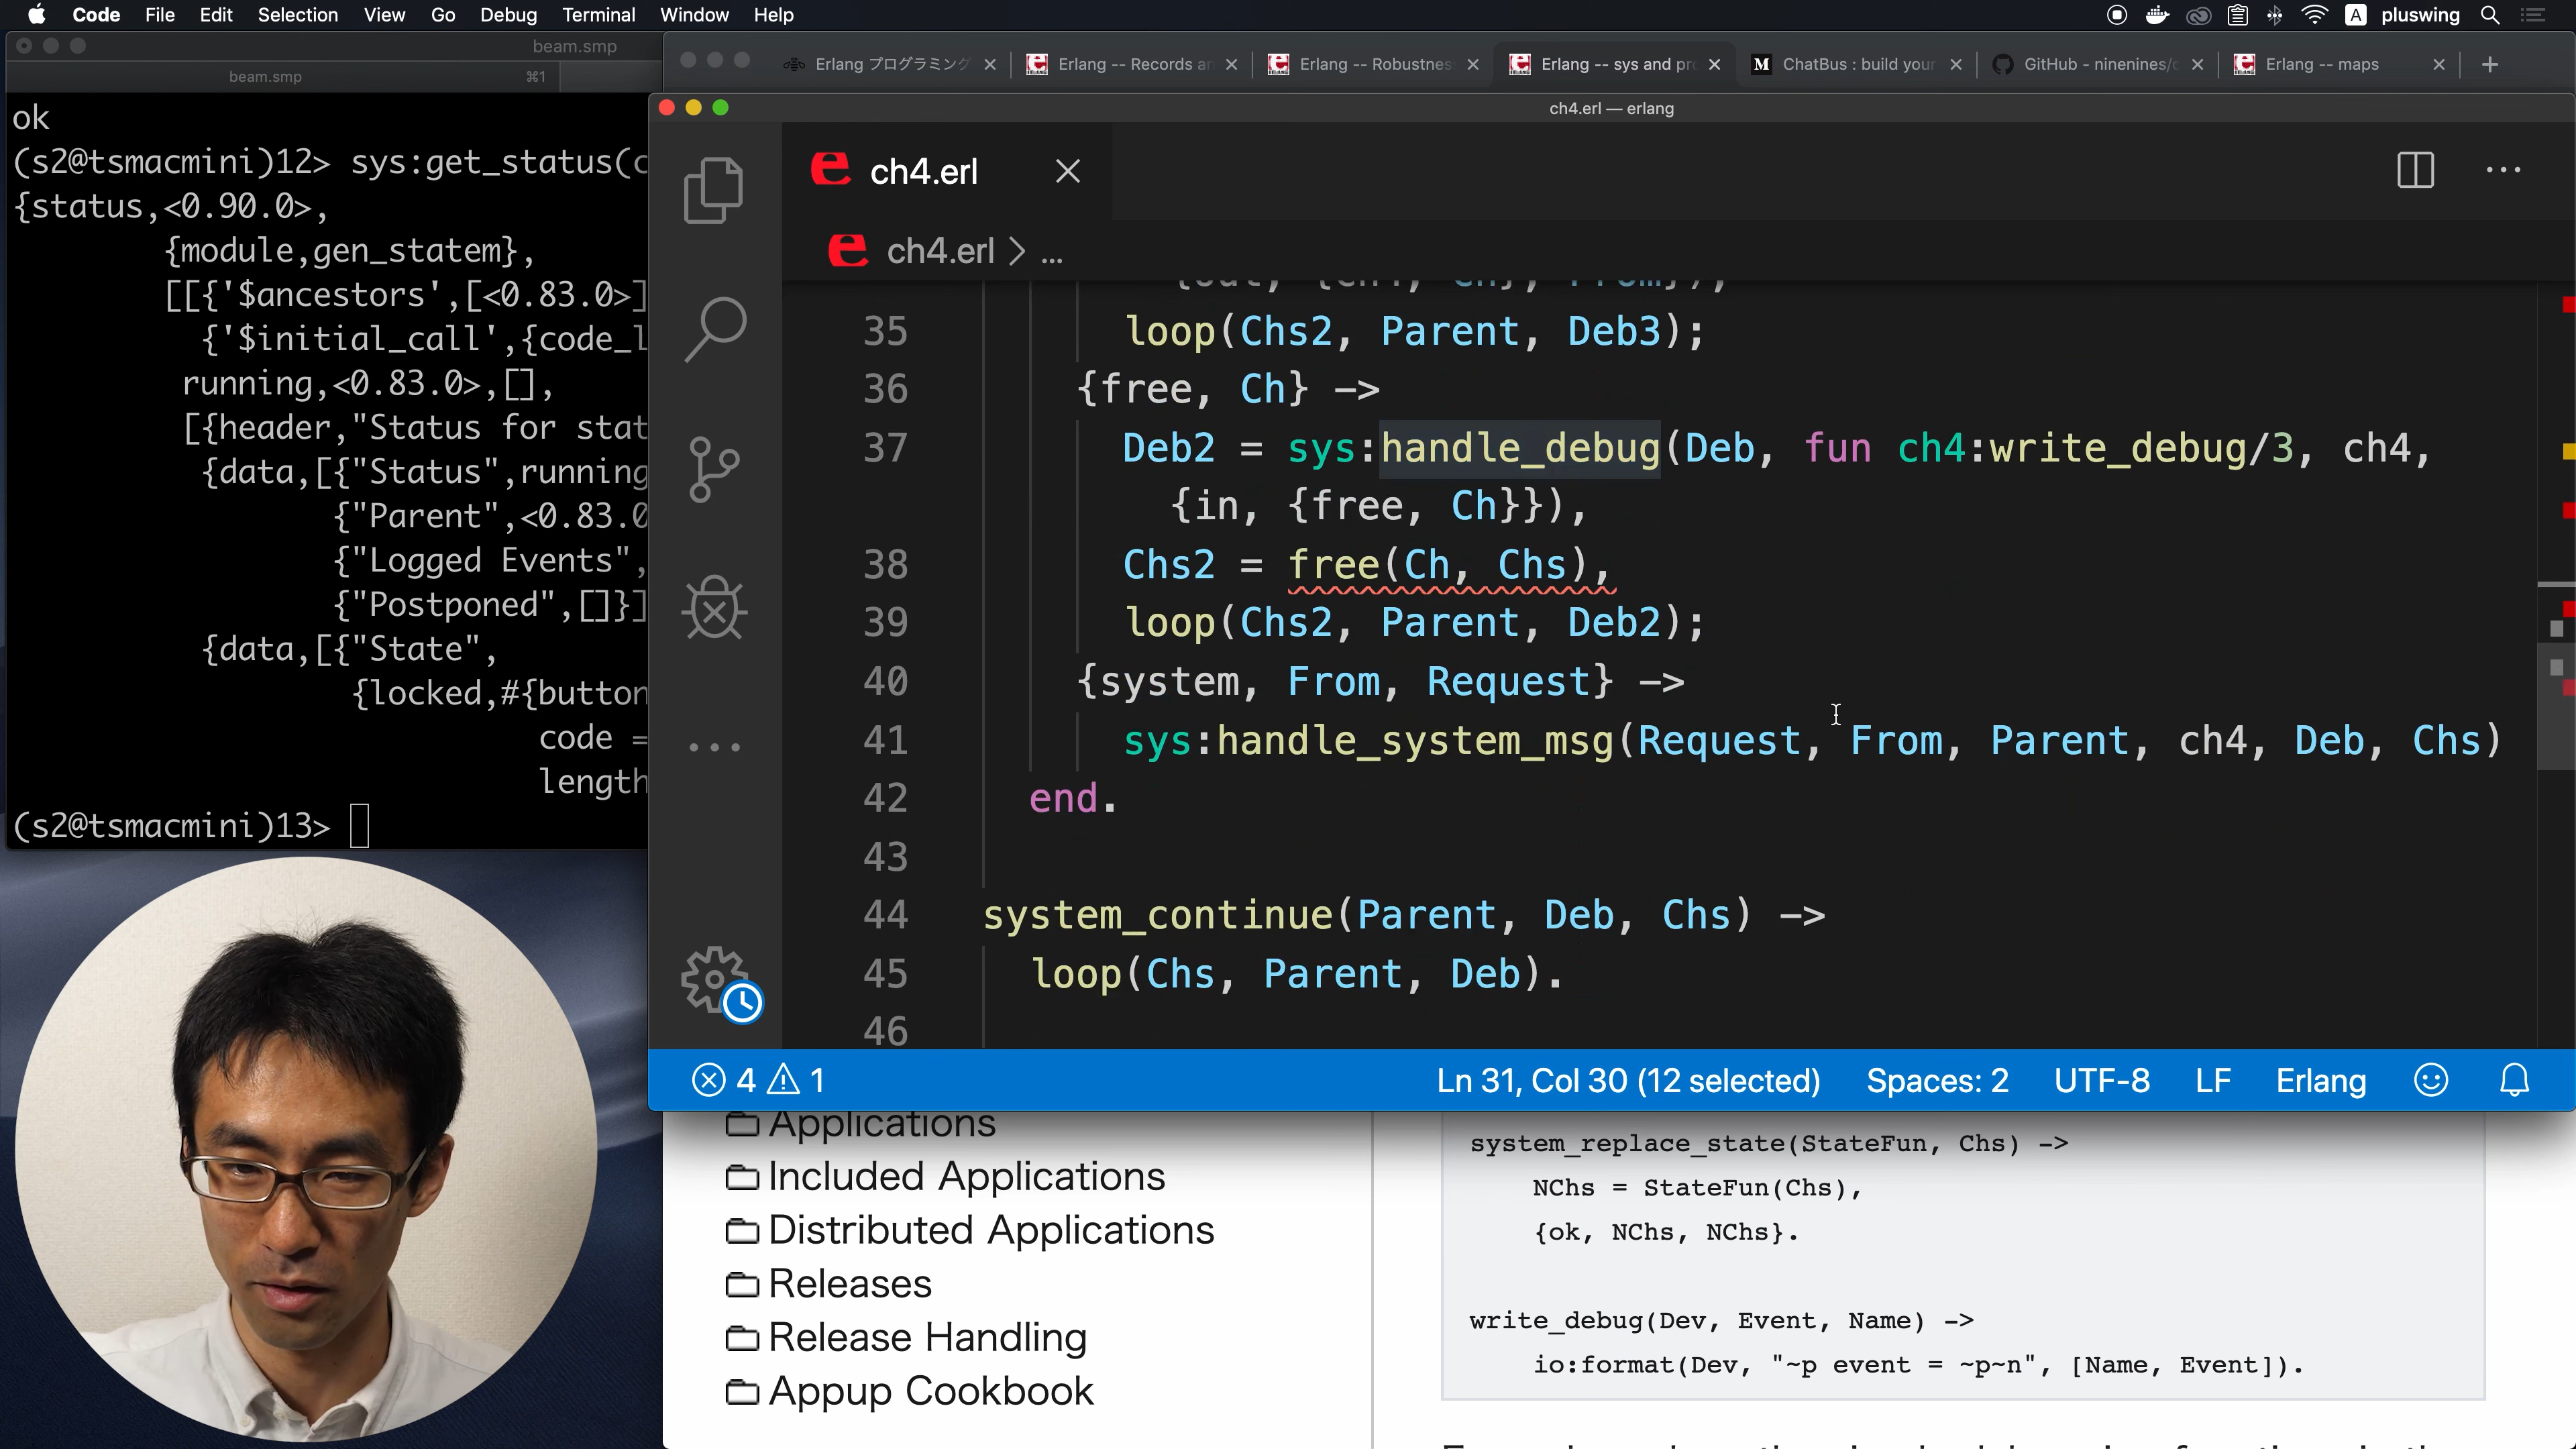 Code File Edit Selection View Go Debug Terminal Window Help
A pluswing
beam.smp
beam.smp ⌘1
ok
(s2@tsmacmini)12> sys:get_status(c
{status,<0.90.0>,
{module,gen_statem},
[[{'$ancestors',[<0.83.0>]
{'$initial_call',{code_l
running,<0.83.0>,[],
[{header,"Status for stat
{data,[{"Status",running
{"Parent",<0.83.0
{"Logged Events",
{"Postponed",[]}]
{data,[{"State",
{locked,#{button
code =
length
(s2@tsmacmini)13>
Erlang プログラミング
Erlang -- Records an
Erlang -- Robustnes
Erlang -- sys and pro
M ChatBus : build your
GitHub - ninenines/c
Erlang -- maps
ch4.erl — erlang
ch4.erl
ch4.erl > ...
35 loop(Chs2, Parent, Deb3);
36 {free, Ch} ->
37 Deb2 = sys:handle_debug(Deb, fun ch4:write_debug/3, ch4,
{in, {free, Ch}}),
38 Chs2 = free(Ch, Chs),
39 loop(Chs2, Parent, Deb2);
40 {system, From, Request} ->
41 sys:handle_system_msg(Request, From, Parent, ch4, Deb, Chs)
42 end.
43
44 system_continue(Parent, Deb, Chs) ->
45 loop(Chs, Parent, Deb).
46
4 1 Ln 31, Col 30 (12 selected) Spaces: 2 UTF-8 LF Erlang
Applications
Included Applications
Distributed Applications
Releases
Release Handling
Appup Cookbook
system_replace_state(StateFun, Chs) ->
NChs = StateFun(Chs),
{ok, NChs, NChs}.
write_debug(Dev, Event, Name) ->
io:format(Dev, "~p event = ~p~n", [Name, Event]).